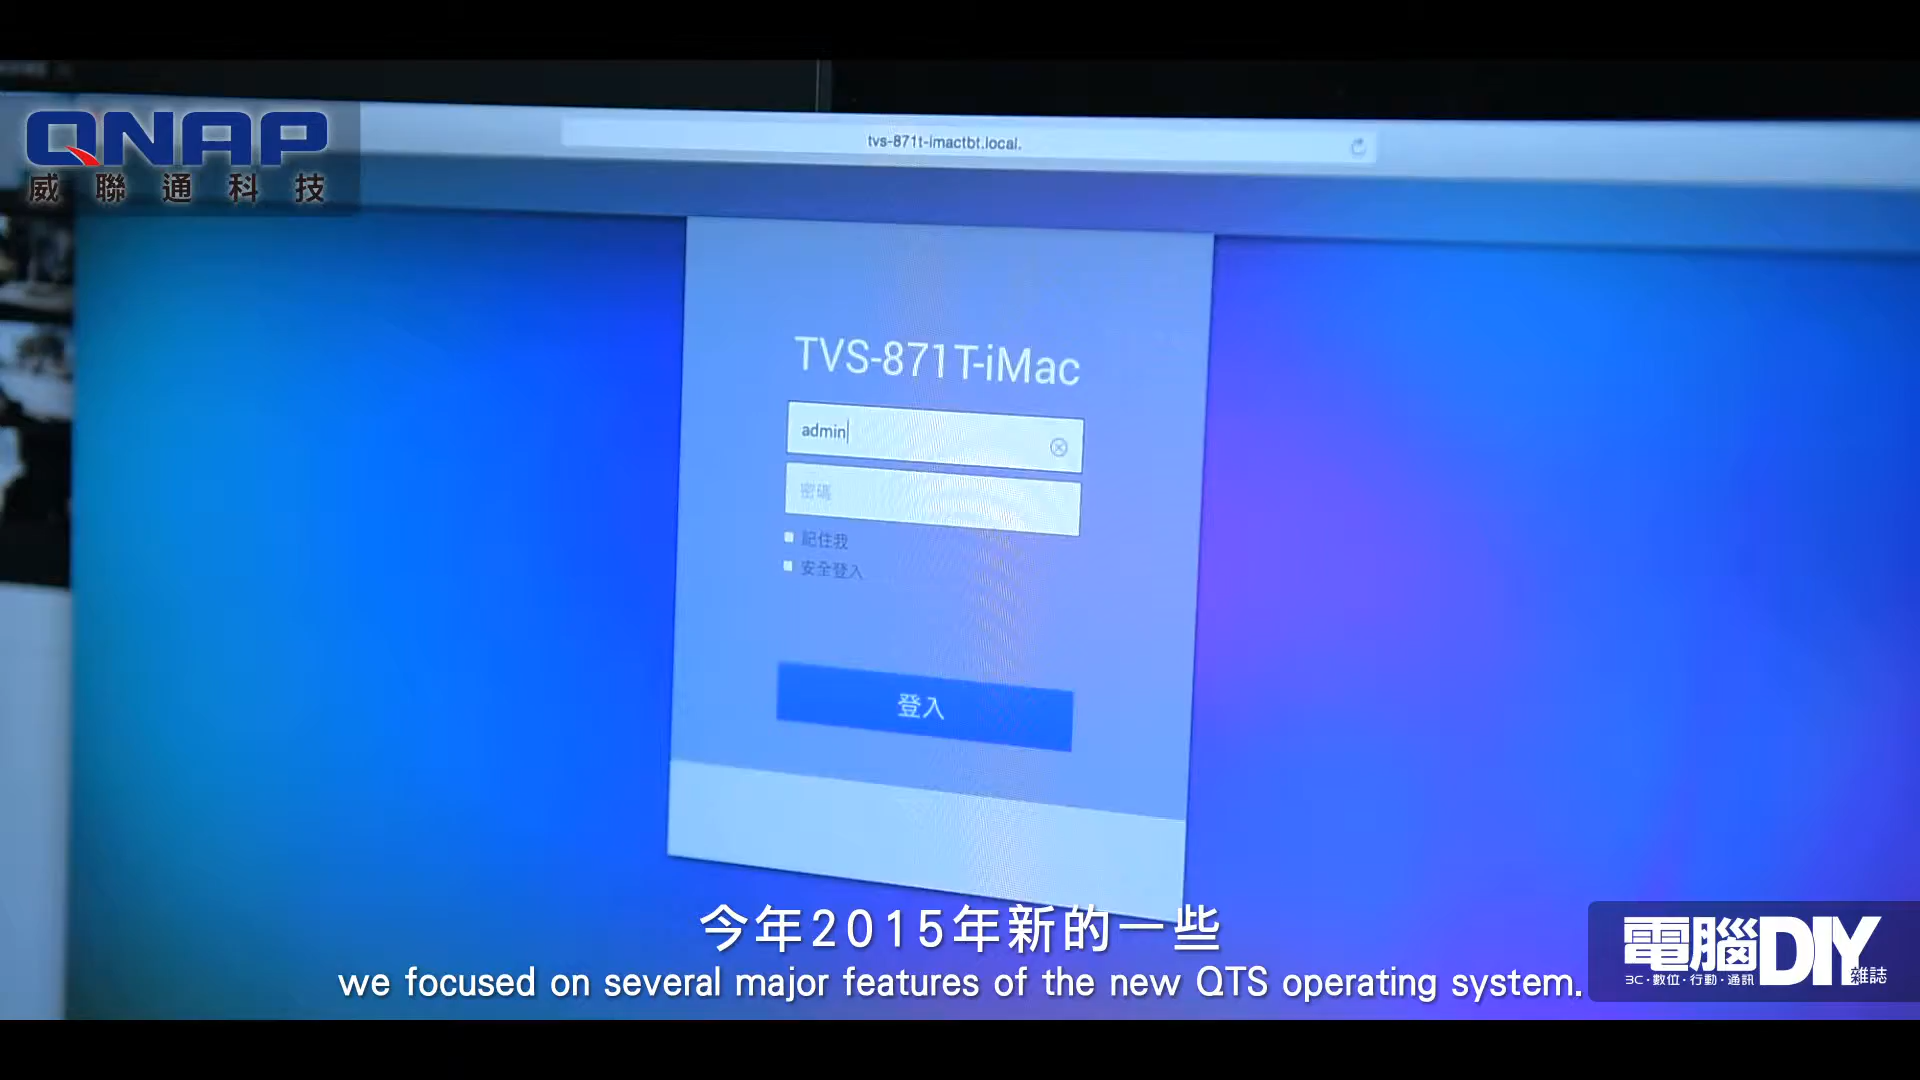 QNAP
威聯通科技
tvs-871t-imactbt.local.
TVS-871T-iMac
admin
密碼
記住我
安全登入
登入
今年2015年新的一些
we focused on several major features of the new QTS operating system.
電腦DIY雜誌
3C·數位·行動·通訊